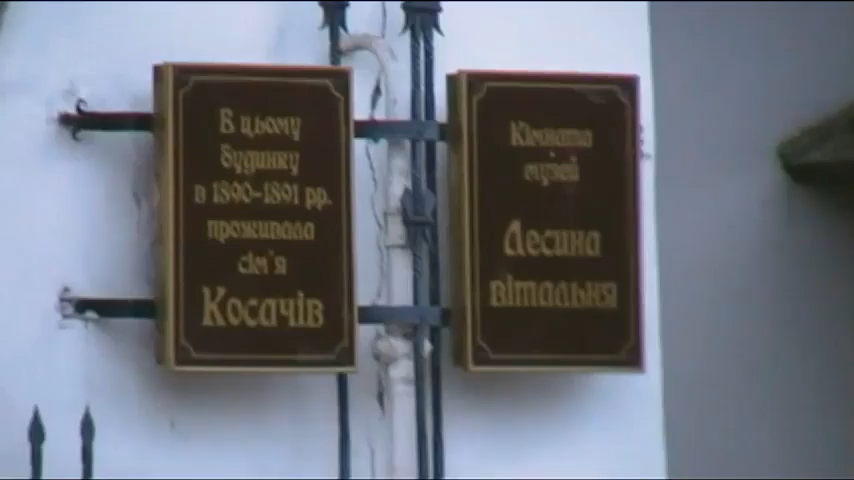 В цьому
будинку
в 1890-1891 рр.
проживала
сім'я
Косачів
Кімната
музей
Лесина
вітальня